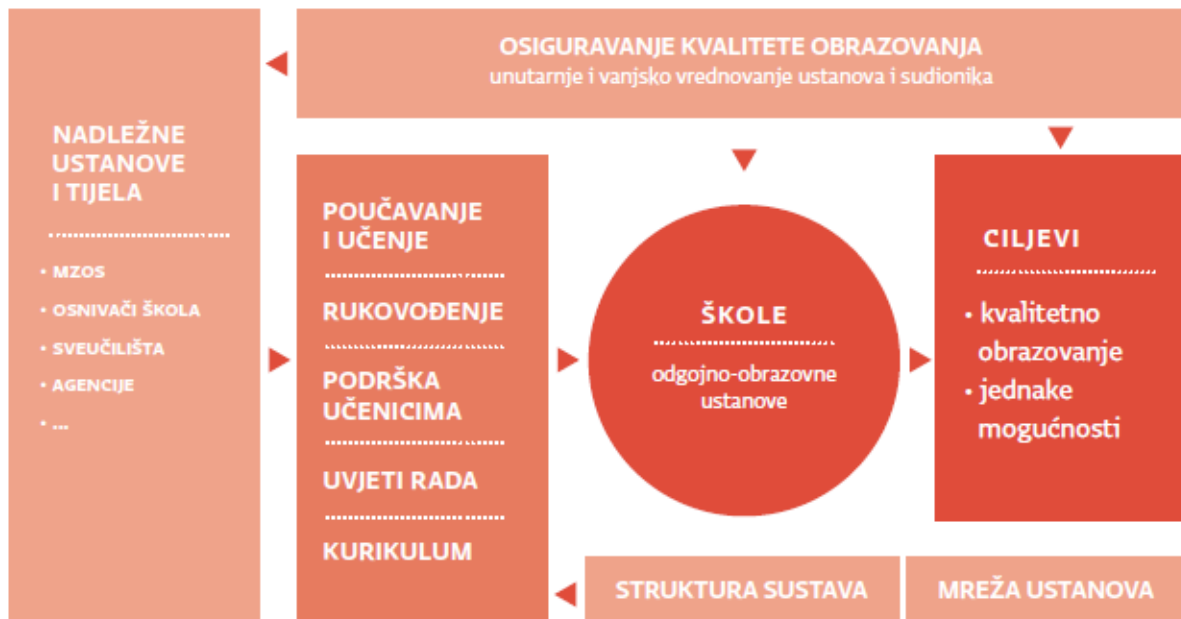 OSIGURAVANJE KVALITETE OBRAZOVANJA
unutarnje i vanjsko vrednovanje ustanova i sudionika
NADLEŽNE
USTANOVE
I TIJELA
• MZOS
• OSNIVAČI ŠKOLA
• SVEUČILIŠTA
• AGENCIJE
• ...
POUČAVANJE
I UČENJE
RUKOVOĐENJE
PODRŠKA
UČENICIMA
UVJETI RADA
KURIKULUM
ŠKOLE
odgojno-obrazovne
ustanove
CILJEVI
• kvalitetno
obrazovanje
• jednake
mogućnosti
STRUKTURA SUSTAVA
MREŽA USTANOVA